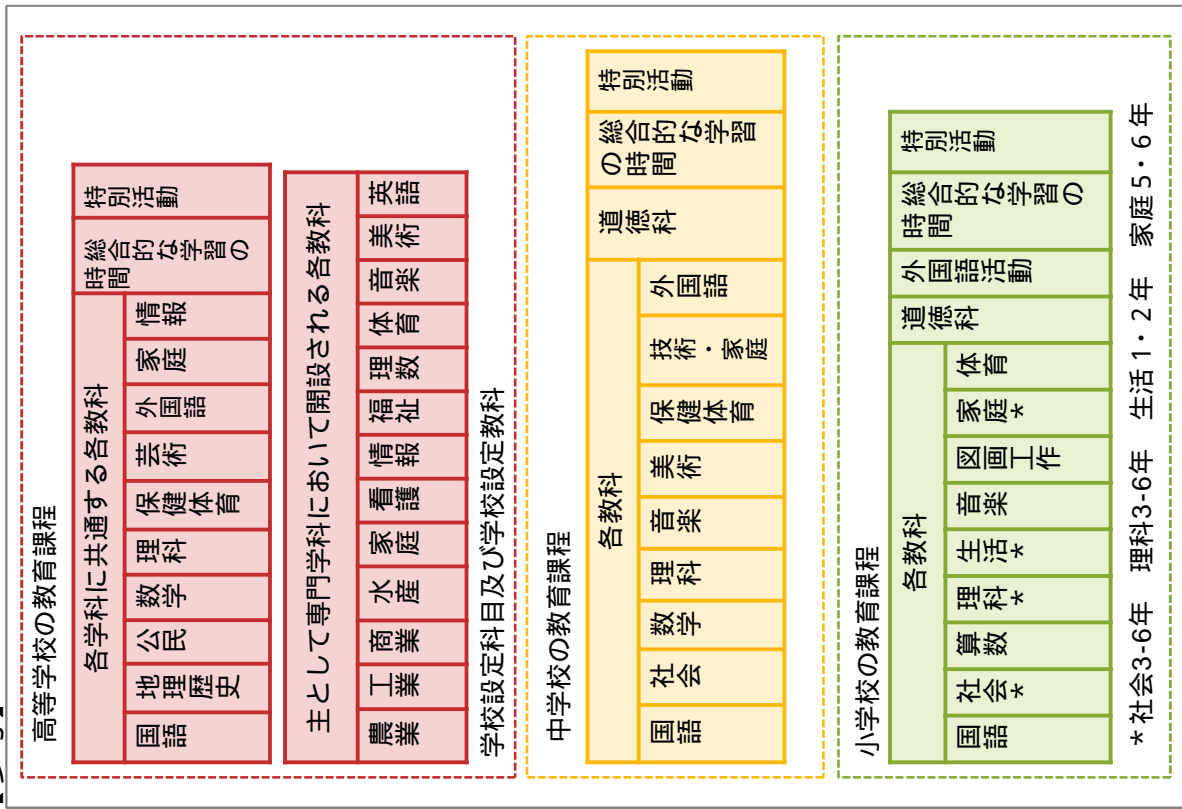 高等学校の教育課程
各学科に共通する各教科
国語
地理歴史
公民
数学
理科
保健体育
芸術
外国語
家庭
情報
総合的な学習の
時間
特別活動
主として専門学科において開設される各教科
農業
工業
商業
水産
家庭
看護
情報
福祉
理数
体育
音楽
美術
英語
学校設定科目及び学校設定教科
中学校の教育課程
各教科
国語
社会
数学
理科
音楽
美術
保健体育
技術・家庭
外国語
道徳科
総合的な学習
の時間
特別活動
小学校の教育課程
各教科
国語
社会*
算数
理科*
生活*
音楽
図画工作
家庭*
体育
道徳科
外国語活動
総合的な学習の
時間
特別活動
*社会3-6年 理科3-6年 生活1・2年 家庭5・6年